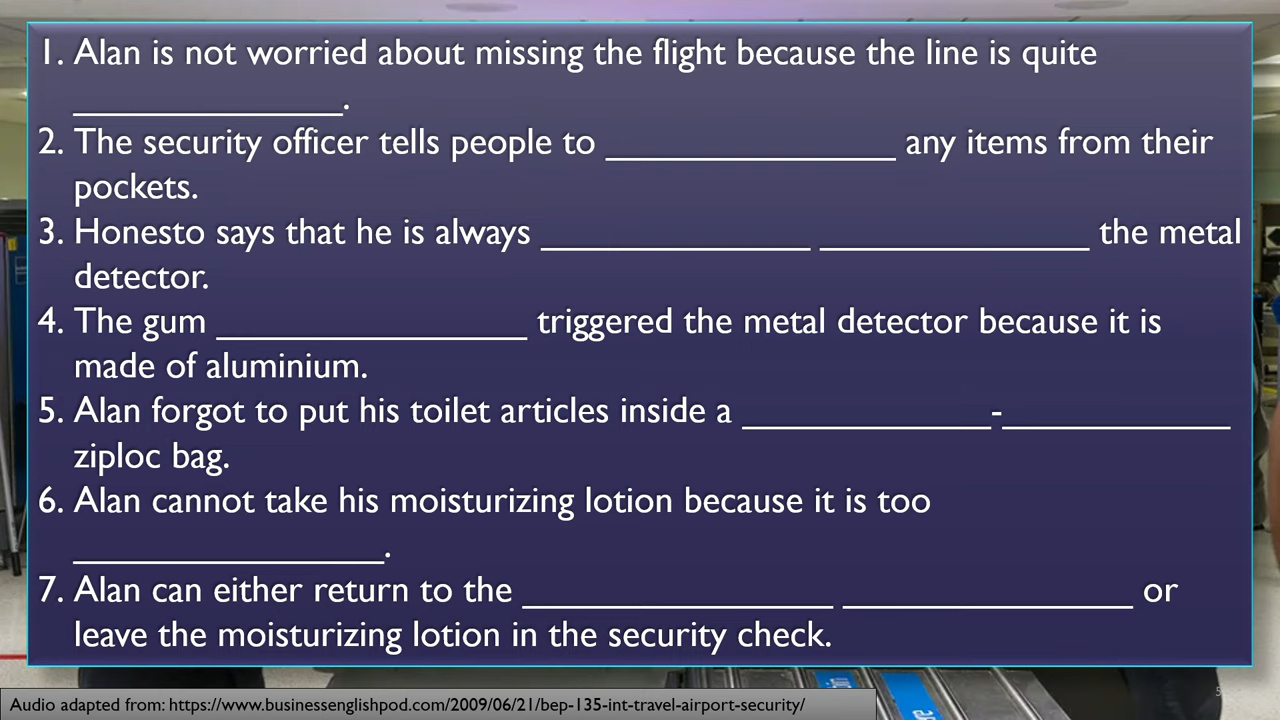 1. Alan is not worried about missing the flight because the line is quite
_____________.
2. The security officer tells people to ______________ any items from their
pockets.
3. Honesto says that he is always _____________ _____________ the metal
detector.
4. The gum _______________ triggered the metal detector because it is
made of aluminium.
5. Alan forgot to put his toilet articles inside a ____________-___________
ziploc bag.
6. Alan cannot take his moisturizing lotion because it is too
_______________.
7. Alan can either return to the _______________ ______________ or
leave the moisturizing lotion in the security check.
Audio adapted from: https://www.businessenglishpod.com/2009/06/21/bep-135-int-travel-airport-security/